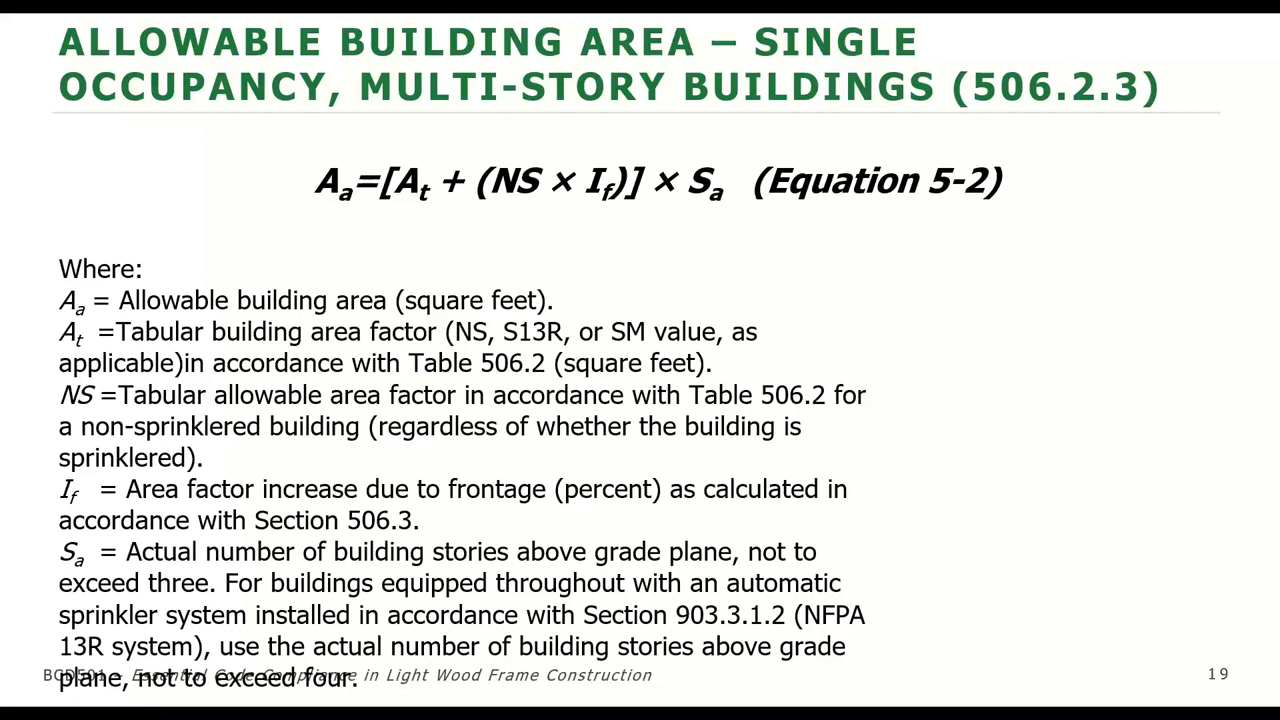 ALLOWABLE BUILDING AREA – SINGLE
OCCUPANCY, MULTI-STORY BUILDINGS (506.2.3)
Aa=[At + (NS × If)] × Sa (Equation 5-2)
Where:
Aa = Allowable building area (square feet).
At =Tabular building area factor (NS, S13R, or SM value, as
applicable)in accordance with Table 506.2 (square feet).
NS =Tabular allowable area factor in accordance with Table 506.2 for
a non-sprinklered building (regardless of whether the building is
sprinklered).
If = Area factor increase due to frontage (percent) as calculated in
accordance with Section 506.3.
Sa = Actual number of building stories above grade plane, not to
exceed three. For buildings equipped throughout with an automatic
sprinkler system installed in accordance with Section 903.3.1.2 (NFPA
13R system), use the actual number of building stories above grade
plane, not to exceed four.
BCD501 – Essential Code Compliance in Light Wood Frame Construction
19